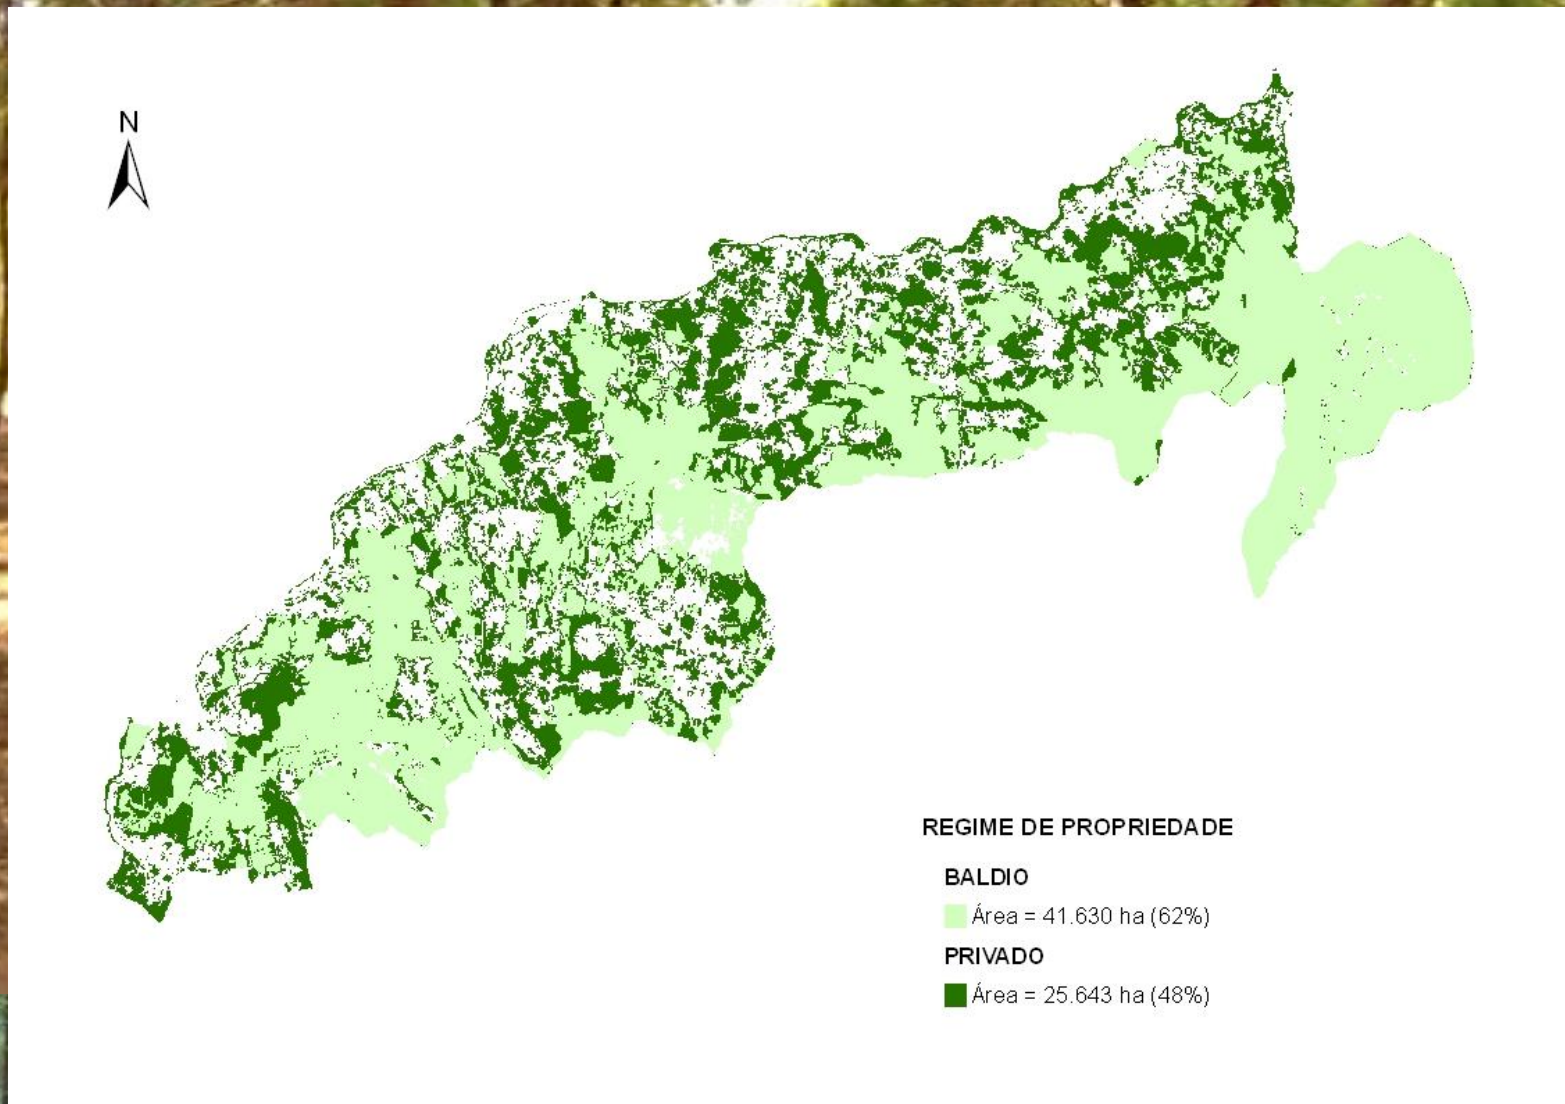 N
REGIME DE PROPRIEDADE
BALDIO
Área = 41.630 ha (62%)
PRIVADO
Área = 25.643 ha (48%)